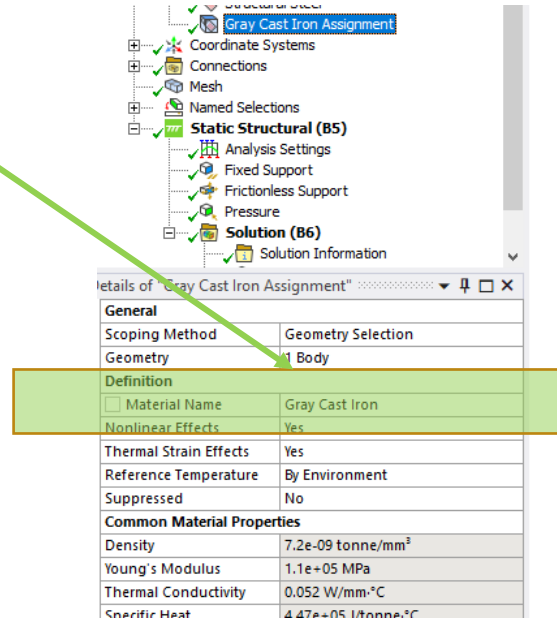 Structural Steel
Gray Cast Iron Assignment
Coordinate Systems
Connections
Mesh
Named Selections
Static Structural (B5)
Analysis Settings
Fixed Support
Frictionless Support
Pressure
Solution (B6)
Solution Information
etails of "Gray Cast Iron Assignment"
General
Scoping Method Geometry Selection
Geometry 1 Body
Definition
Material Name Gray Cast Iron
Nonlinear Effects Yes
Thermal Strain Effects Yes
Reference Temperature By Environment
Suppressed No
Common Material Properties
Density 7.2e-09 tonne/mm³
Young's Modulus 1.1e+05 MPa
Thermal Conductivity 0.052 W/mm·°C
Specific Heat 4.47e+05 J/tonne·°C